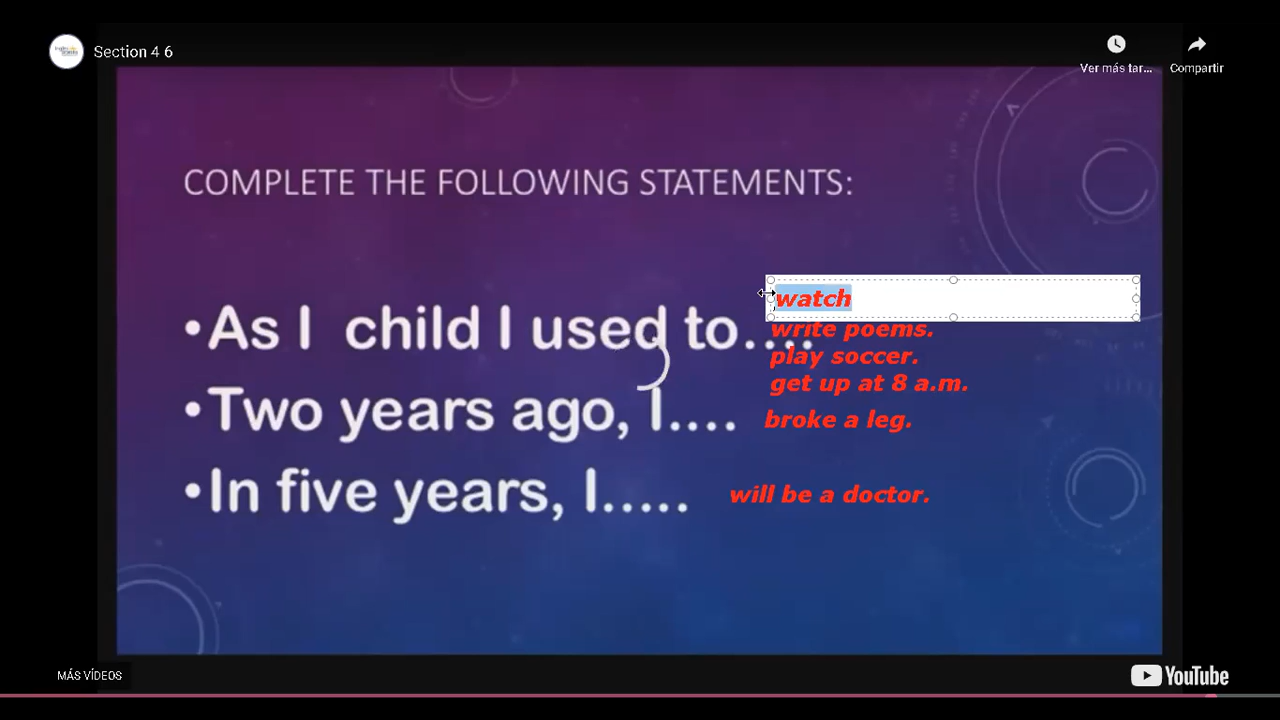 Section 4 6
Ver más tar...
Compartir
COMPLETE THE FOLLOWING STATEMENTS:
watch
•As I child I used to....
write poems.
play soccer.
get up at 8 a.m.
•Two years ago, I.... broke a leg.
•In five years, I..... will be a doctor.
MÁS VÍDEOS
YouTube